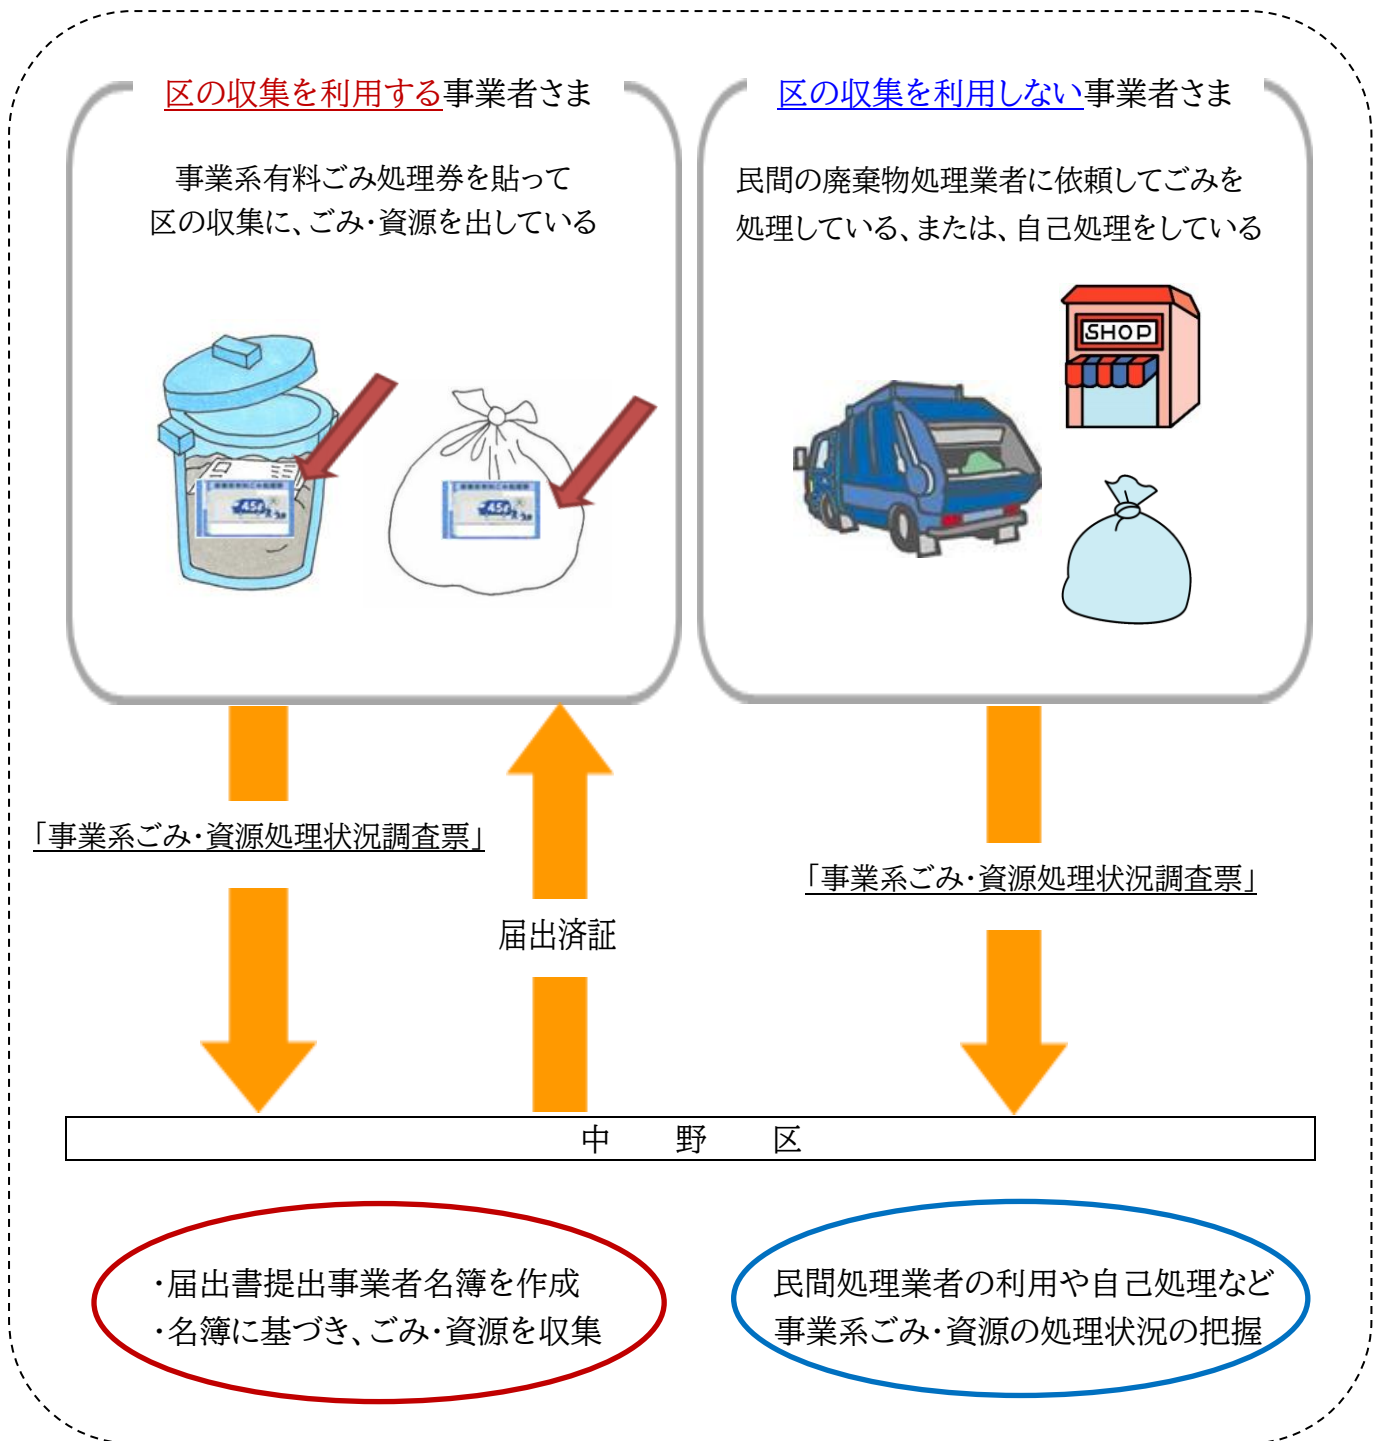 区の収集を利用する事業者さま
事業系有料ごみ処理券を貼って
区の収集に、ごみ・資源を出している
区の収集を利用しない事業者さま
民間の廃棄物処理業者に依頼してごみを
処理している、または、自己処理をしている
SHOP
「事業系ごみ・資源処理状況調査票」
届出済証
「事業系ごみ・資源処理状況調査票」
中 野 区
・届出書提出事業者名簿を作成
・名簿に基づき、ごみ・資源を収集
民間処理業者の利用や自己処理など
事業系ごみ・資源の処理状況の把握